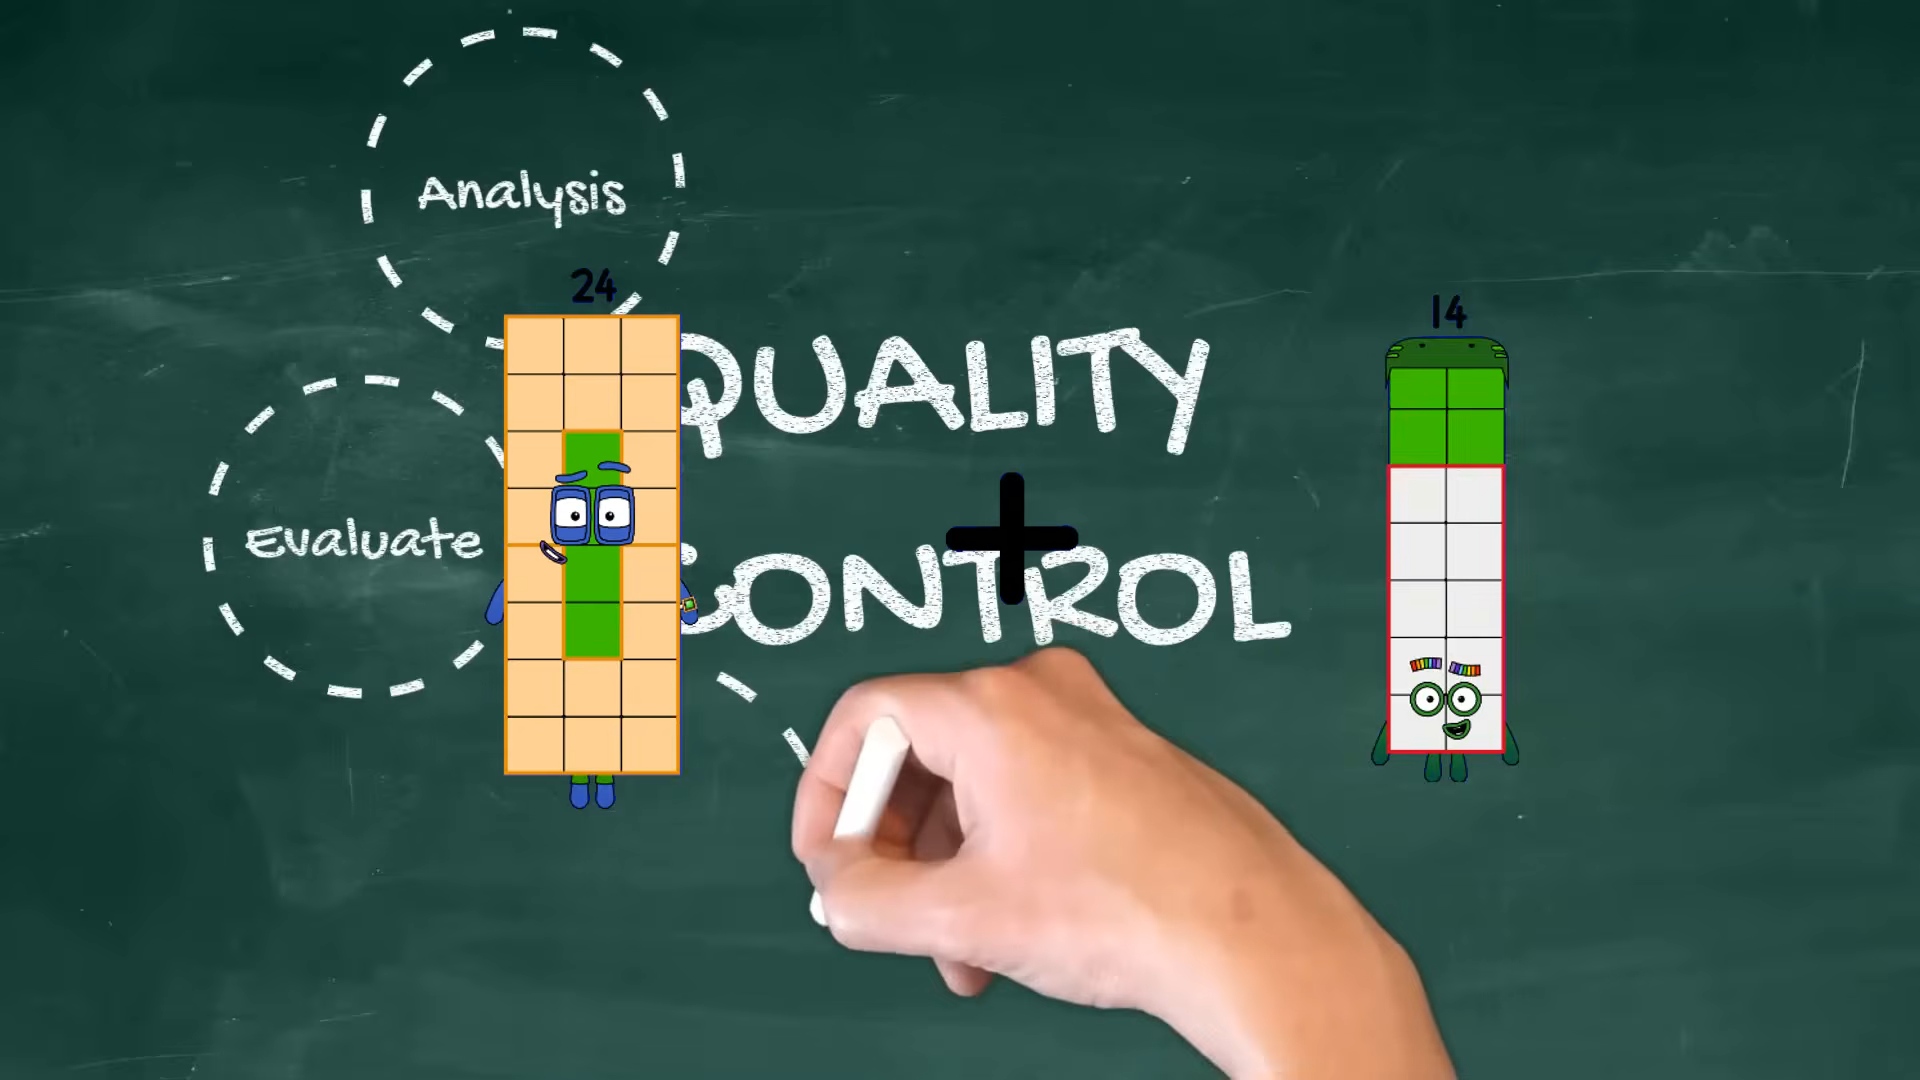 Analysis
24
14
QUALITY
+
Evaluate
CONTROL